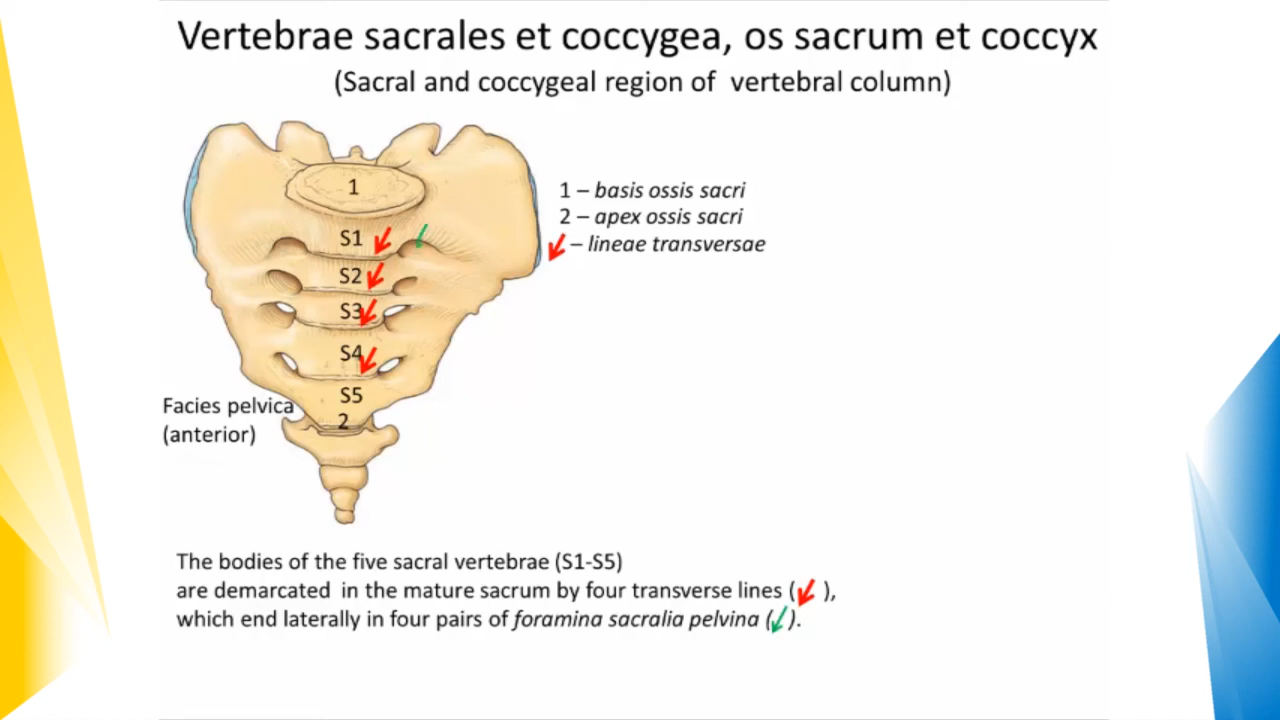 Vertebrae sacrales et coccygea, os sacrum et coccyx
(Sacral and coccygeal region of vertebral column)
1
1 – basis ossis sacri
2 – apex ossis sacri
– lineae transversae
S1
S2
S3
S4
S5
2
Facies pelvica
(anterior)
The bodies of the five sacral vertebrae (S1-S5)
are demarcated in the mature sacrum by four transverse lines ( ),
which end laterally in four pairs of foramina sacralia pelvina ( ).